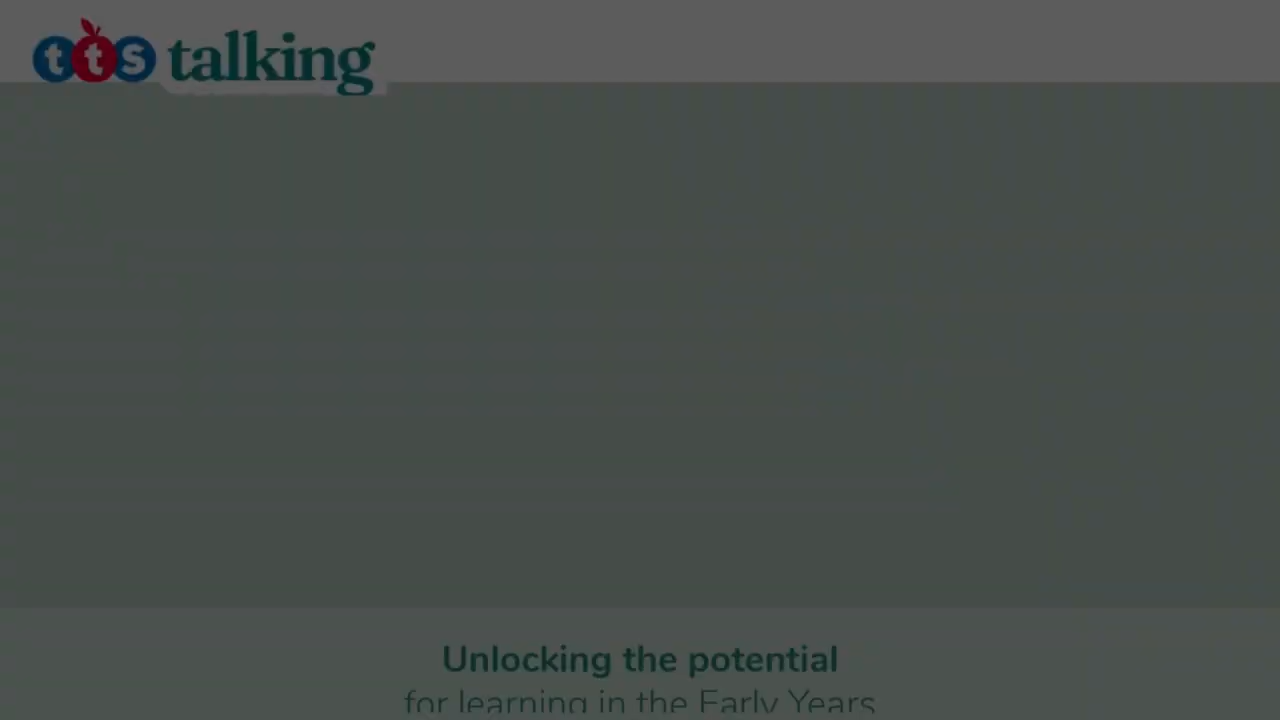 tts talking
Unlocking the potential
for learning in the Early Years